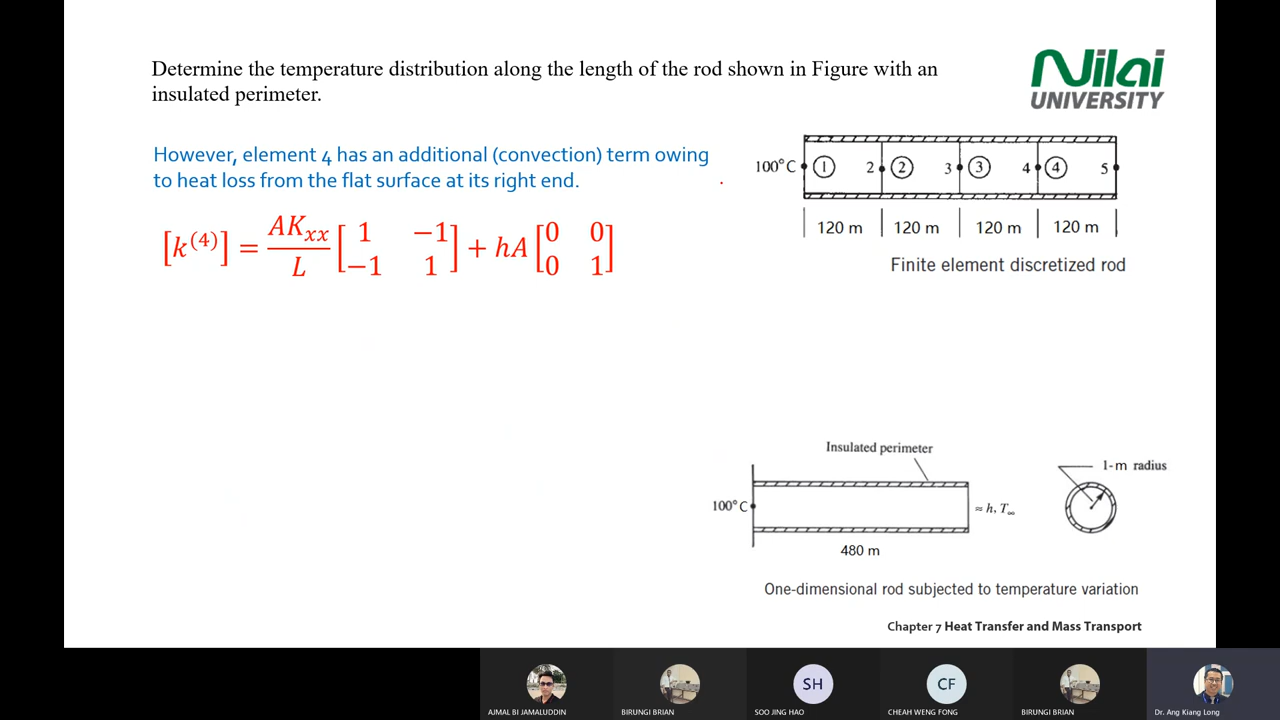 Determine the temperature distribution along the length of the rod shown in Figure with an
insulated perimeter.
Nilai
UNIVERSITY
However, element 4 has an additional (convection) term owing
to heat loss from the flat surface at its right end.
[k⁽⁴⁾] = AKₓₓ/L [1 −1; −1 1] + hA [0 0; 0 1]
100°C 1 2 2 3 3 4 4 5
120 m 120 m 120 m 120 m
Finite element discretized rod
Insulated perimeter
1-m radius
100°C
≈ h, T∞
480 m
One-dimensional rod subjected to temperature variation
Chapter 7 Heat Transfer and Mass Transport
SH
CF
AJMAL BI JAMALUDDIN
BIRUNGI BRIAN
SOO JING HAO
CHEAH WENG FONG
BIRUNGI BRIAN
Dr. Ang Kiang Long